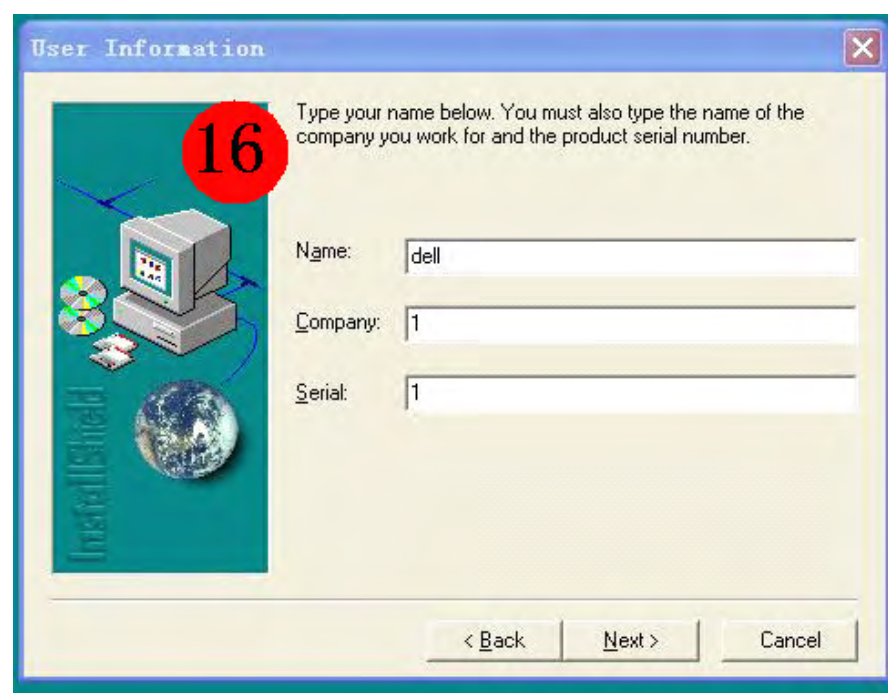 User Information
16
Type your name below. You must also type the name of the
company you work for and the product serial number.
Name:
dell
Company:
1
Serial:
1
InstallShield
< Back
Next >
Cancel